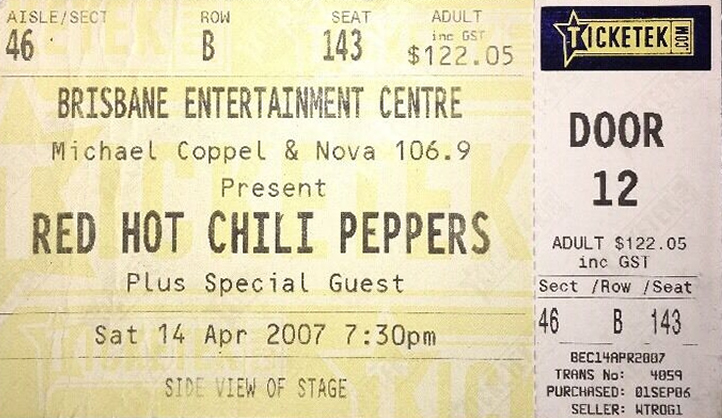 AISLE/SECT ROW SEAT ADULT
inc GST
46 B 143 $122.05
BRISBANE ENTERTAINMENT CENTRE
Michael Coppel & Nova 106.9
Present
RED HOT CHILI PEPPERS
Plus Special Guest
Sat 14 Apr 2007 7:30pm
SIDE VIEW OF STAGE
TICKETEK.COM
DOOR
12
ADULT $122.05
inc GST
Sect /Row /Seat
46 B 143
BEC14APR2007
TRANS No: 4059
PURCHASED: 01SEP06
SELLER: WTROG1